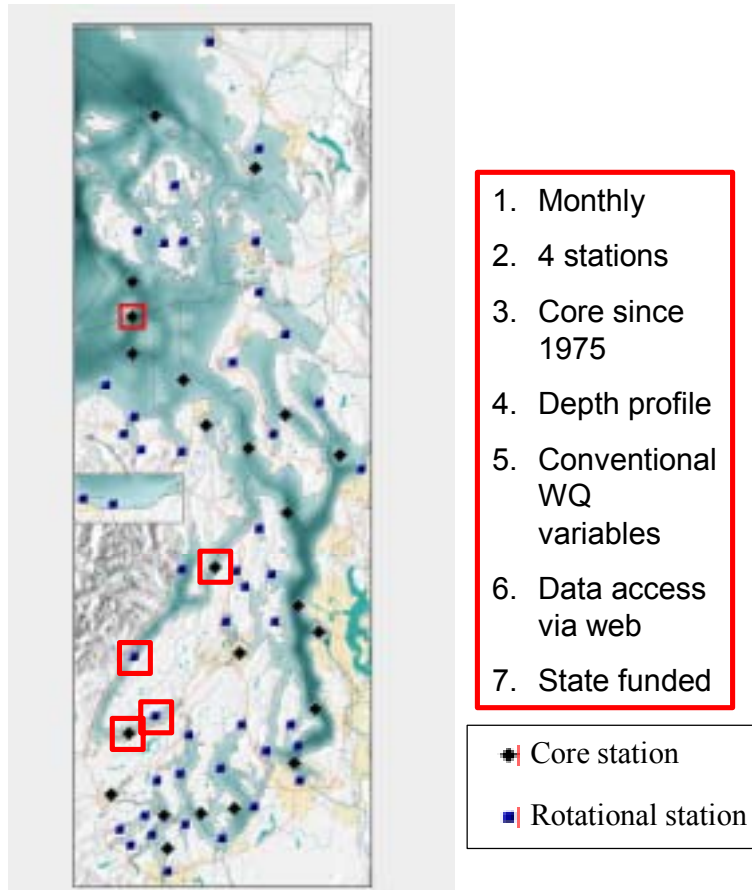 1. Monthly
2. 4 stations
3. Core since
1975
4. Depth profile
5. Conventional
WQ
variables
6. Data access
via web
7. State funded
Core station
Rotational station